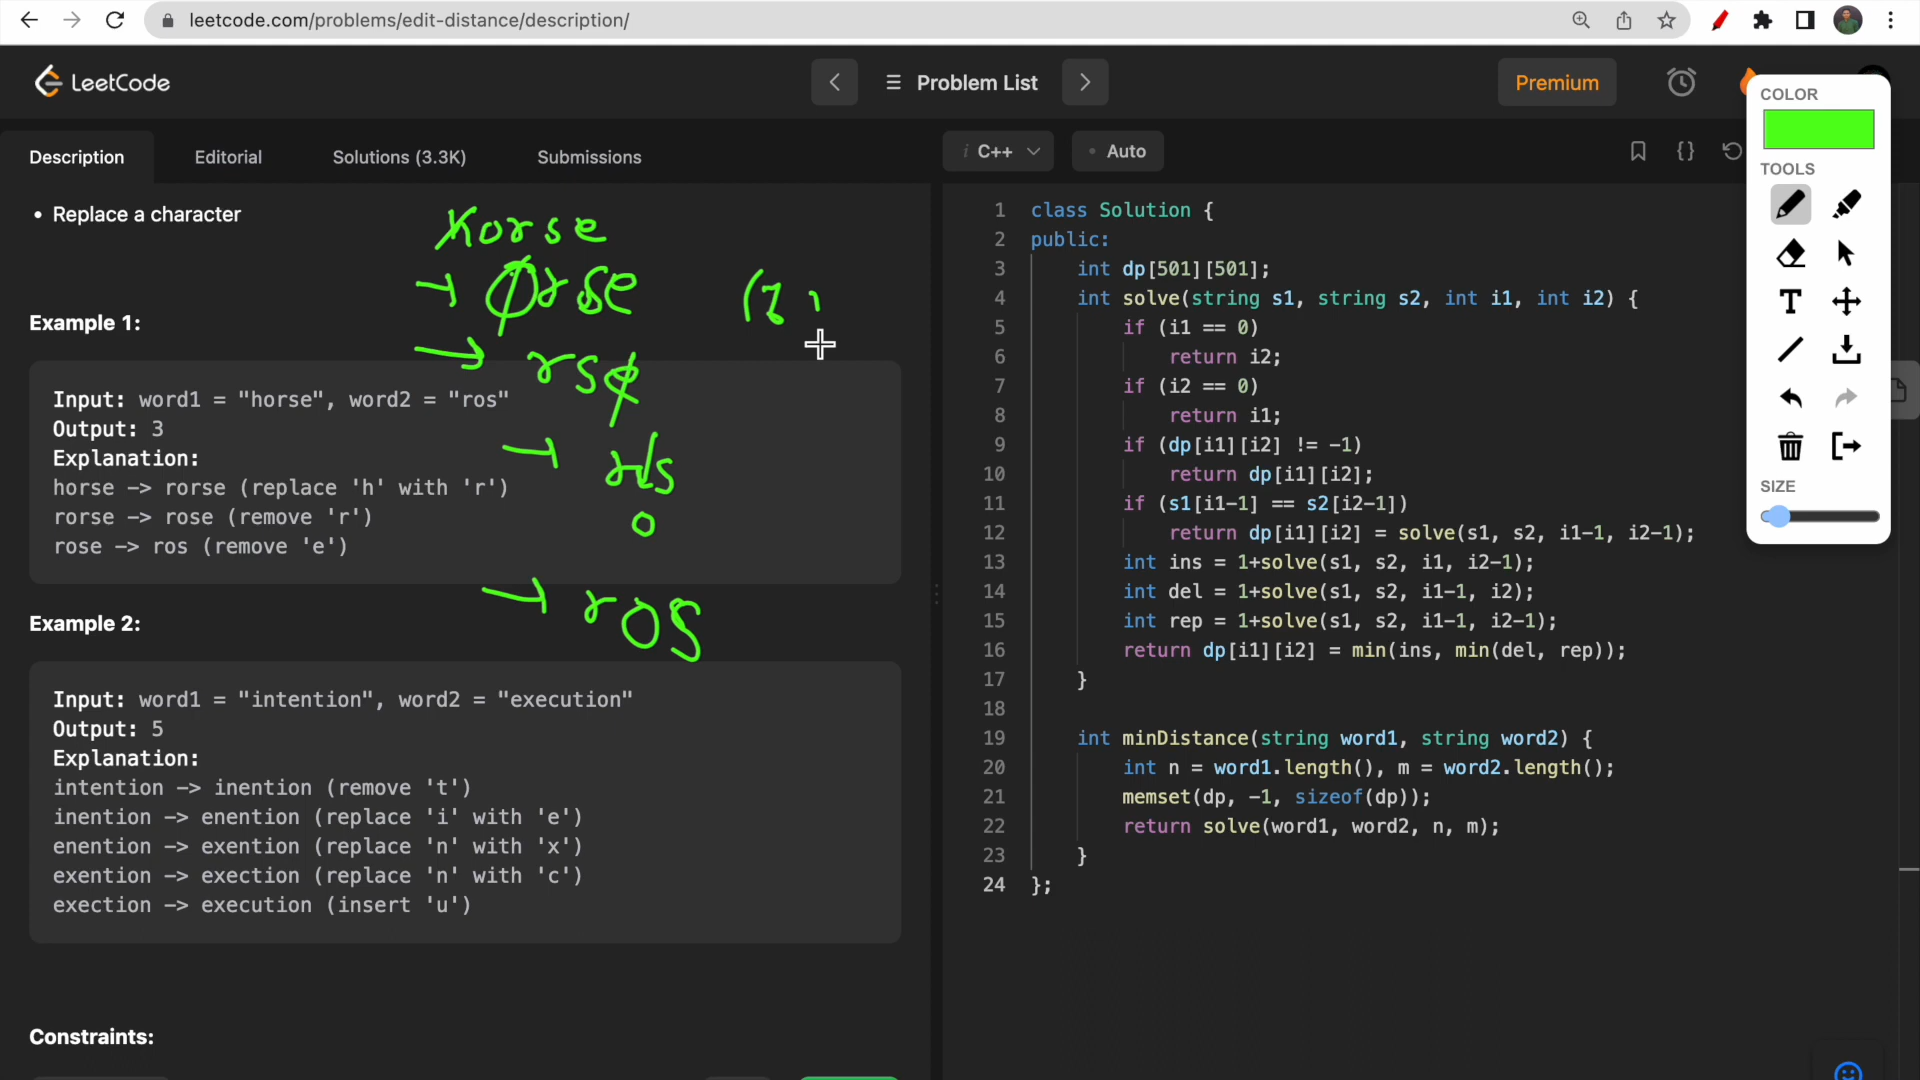 leetcode.com/problems/edit-distance/description/
LeetCode
Problem List
Premium
Description
Editorial
Solutions (3.3K)
Submissions
• Replace a character
Example 1:
Input: word1 = "horse", word2 = "ros"
Output: 3
Explanation:
horse -> rorse (replace 'h' with 'r')
rorse -> rose (remove 'r')
rose -> ros (remove 'e')
Example 2:
Input: word1 = "intention", word2 = "execution"
Output: 5
Explanation:
intention -> inention (remove 't')
inention -> enention (replace 'i' with 'e')
enention -> exention (replace 'n' with 'x')
exention -> exection (replace 'n' with 'c')
exection -> execution (insert 'u')
Constraints:
horse
→ orse
→ rse
→ rs
o
→ ros
i C++
• Auto
{}
1 class Solution {
2 public:
3 int dp[501][501];
4 int solve(string s1, string s2, int i1, int i2) {
5 if (i1 == 0)
6 return i2;
7 if (i2 == 0)
8 return i1;
9 if (dp[i1][i2] != -1)
10 return dp[i1][i2];
11 if (s1[i1-1] == s2[i2-1])
12 return dp[i1][i2] = solve(s1, s2, i1-1, i2-1);
13 int ins = 1+solve(s1, s2, i1, i2-1);
14 int del = 1+solve(s1, s2, i1-1, i2);
15 int rep = 1+solve(s1, s2, i1-1, i2-1);
16 return dp[i1][i2] = min(ins, min(del, rep));
17 }
18
19 int minDistance(string word1, string word2) {
20 int n = word1.length(), m = word2.length();
21 memset(dp, -1, sizeof(dp));
22 return solve(word1, word2, n, m);
23 }
24 };
COLOR
TOOLS
T
SIZE